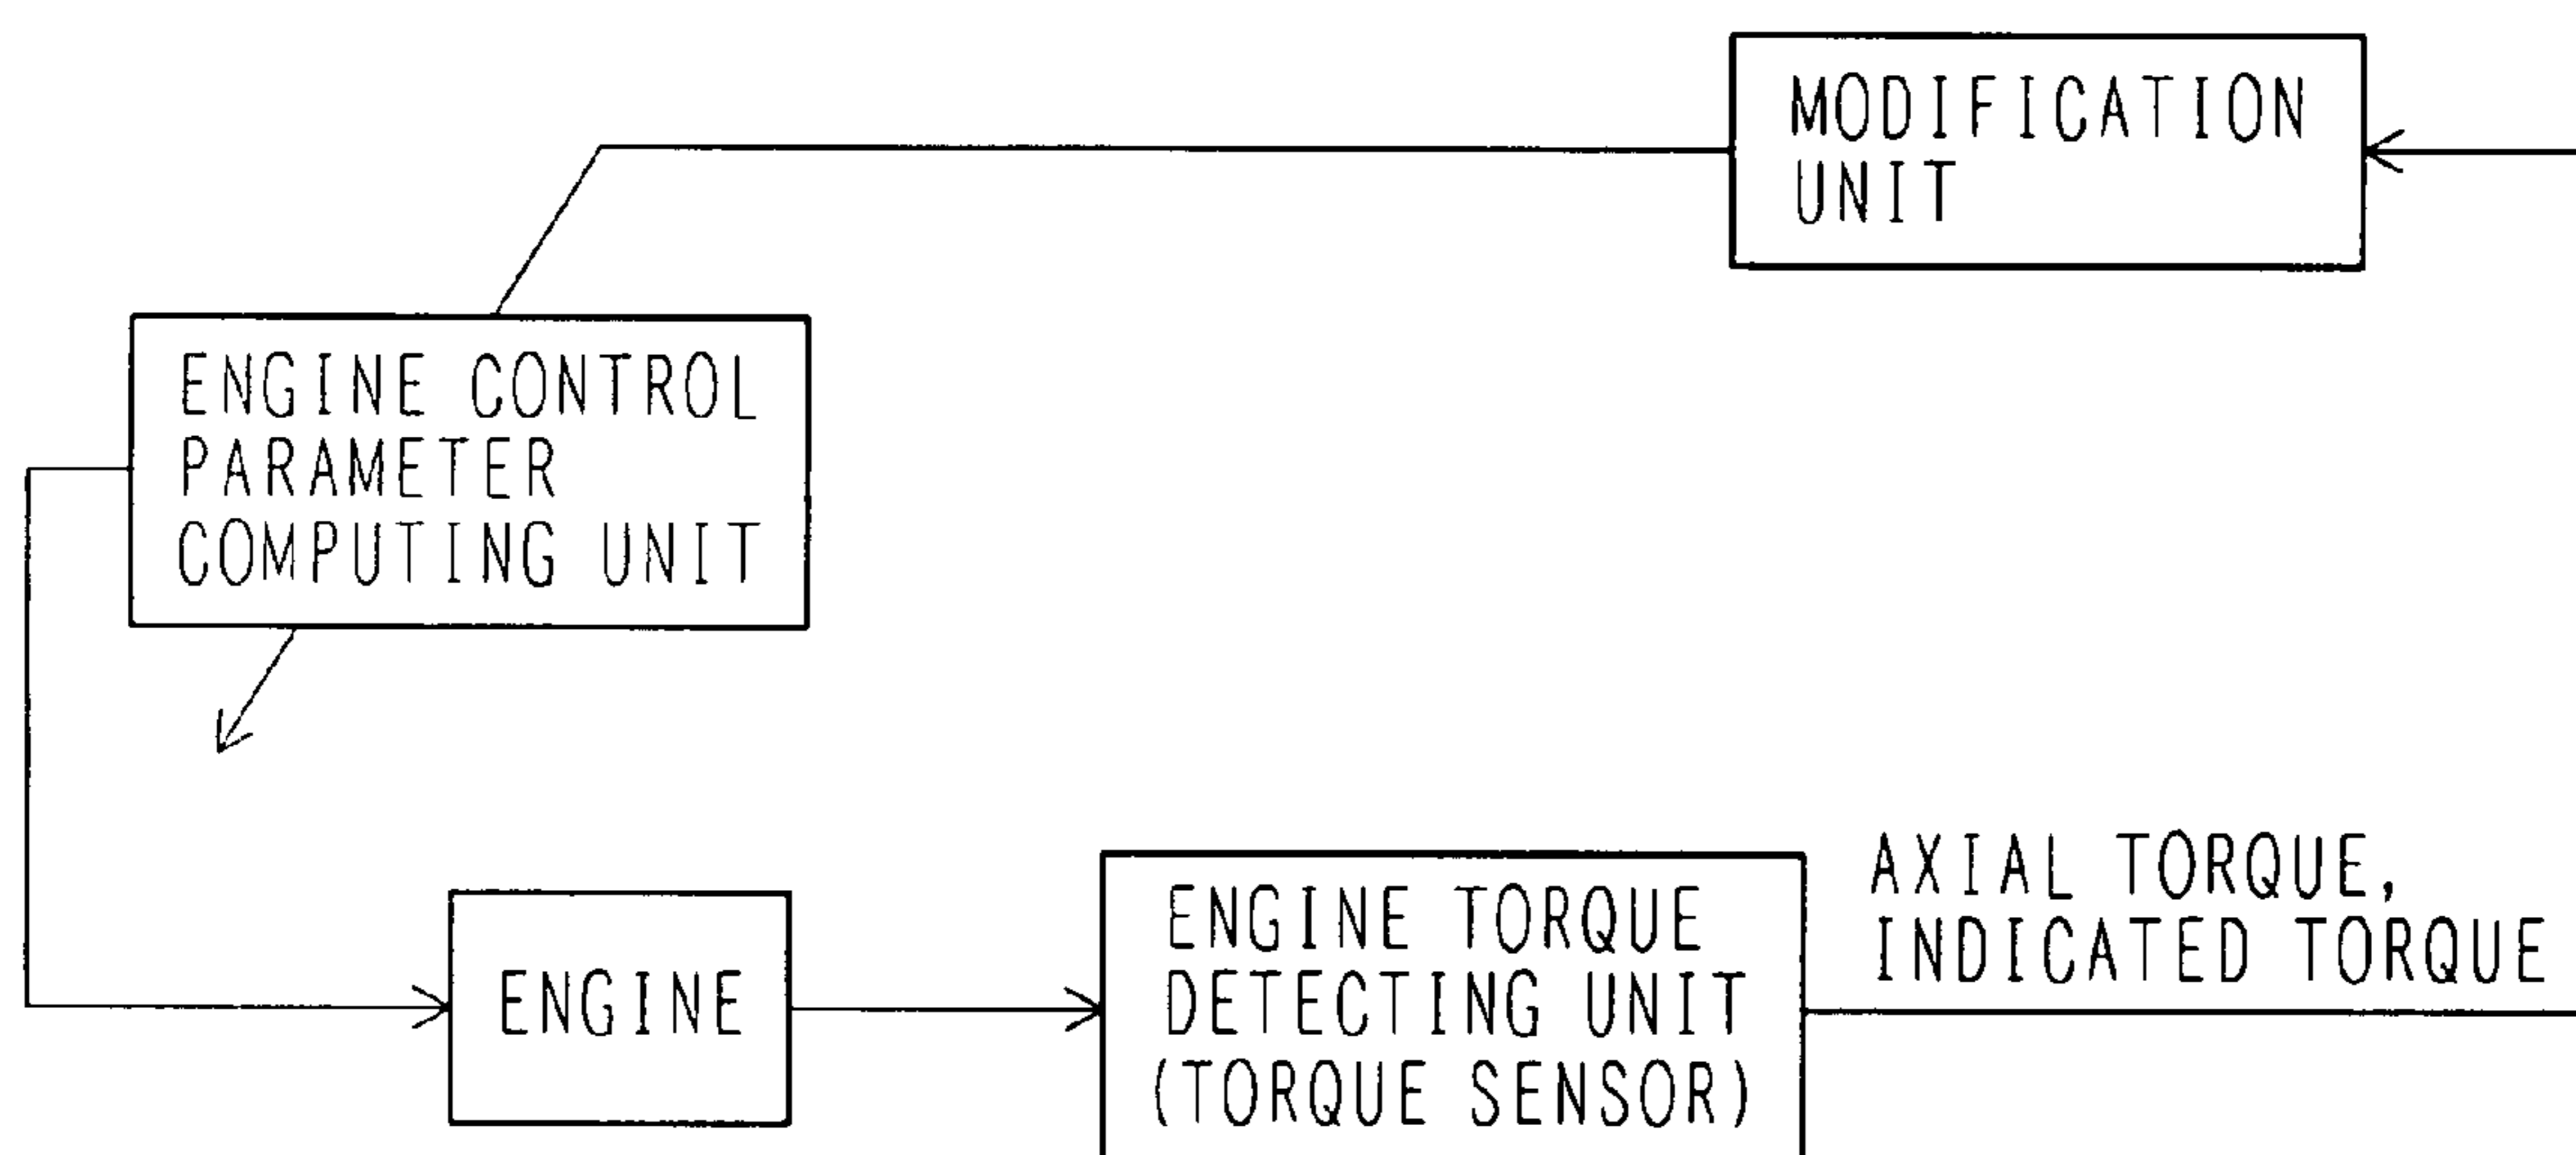 MODIFICATION
UNIT
ENGINE CONTROL
PARAMETER
COMPUTING UNIT
ENGINE
ENGINE TORQUE
DETECTING UNIT
(TORQUE SENSOR)
AXIAL TORQUE,
INDICATED TORQUE